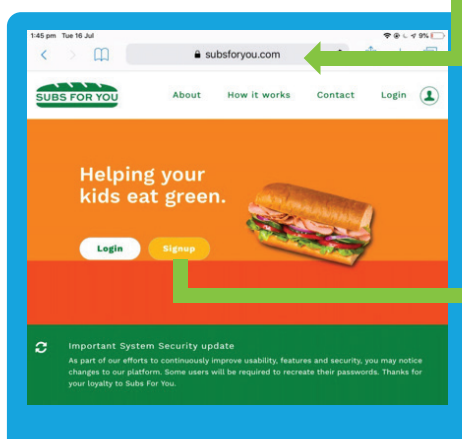 1:45 pm Tue 16 Jul
9%
subsforyou.com
SUBS FOR YOU
About How it works Contact Login
Helping your
kids eat green.
Login Signup
Important System Security update
As part of our efforts to continuously improve usability, features and security, you may notice
changes to our platform. Some users will be required to recreate their passwords. Thanks for
your loyalty to Subs For You.